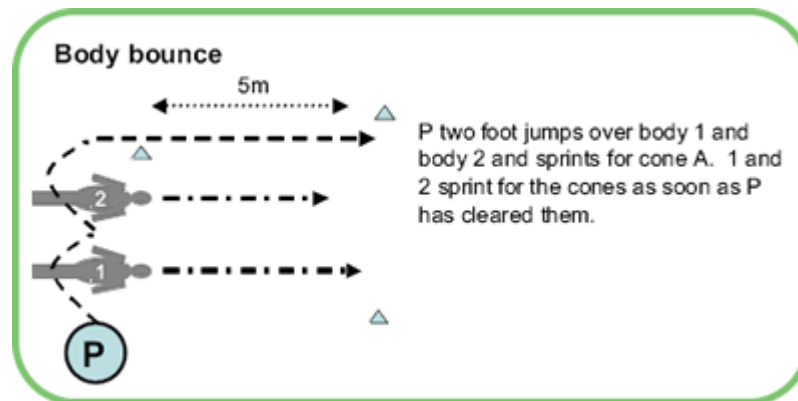 Body bounce
5m
P two foot jumps over body 1 and
body 2 and sprints for cone A. 1 and
2 sprint for the cones as soon as P
has cleared them.
2
1
P